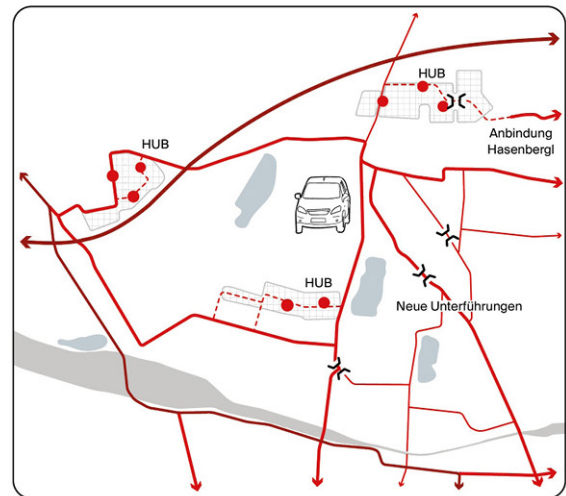 HUB
Anbindung
Hasenbergl
HUB
HUB
Neue Unterführungen